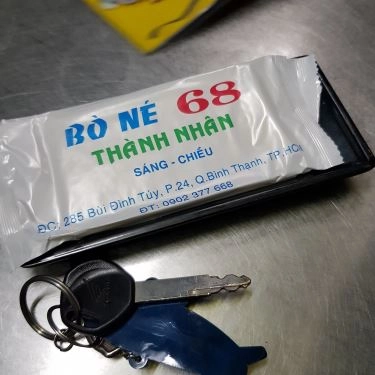 BÒ NÉ 68
THÀNH NHÂN
SÁNG - CHIỀU
ĐC: 285 Bùi Đình Túy, P.24, Q.Bình Thạnh, TP.HCM
ĐT: 0902 377 668